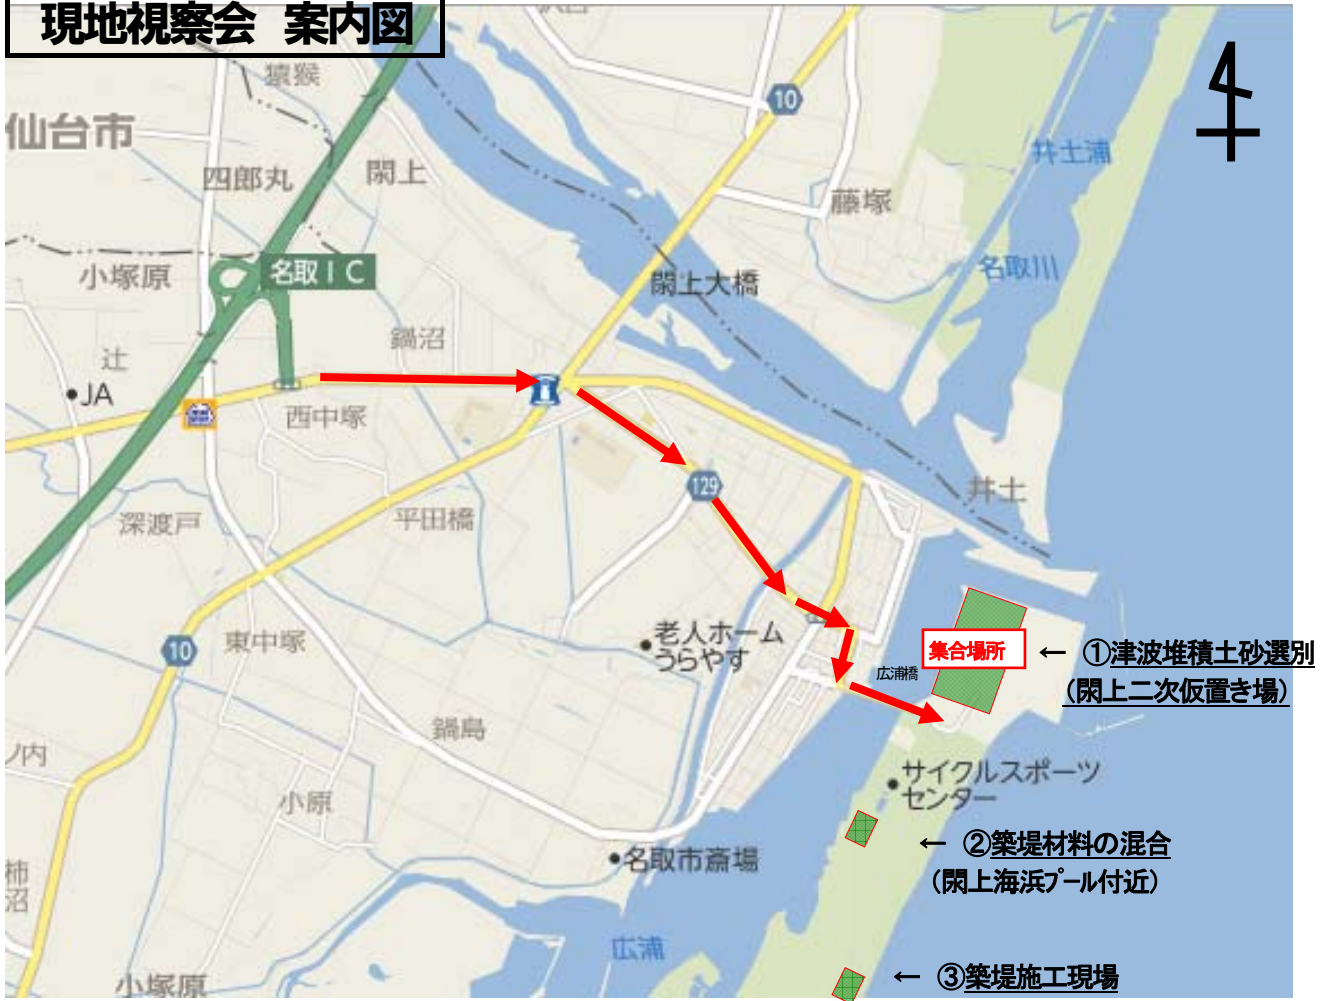 現地視察会 案内図
猿猴
10
仙台市
四郎丸
閖上
井土浦
藤塚
小塚原
名取IC
閖上大橋
名取川
辻
鍋沼
JA
西中塚
129
井土
深渡戸
平田橋
10
東中塚
老人ホーム
うらやす
集合場所
← ①津波堆積土砂選別
(閖上二次仮置き場)
広浦橋
鍋島
ノ内
サイクルスポーツ
センター
小原
← ②築堤材料の混合
(閖上海浜プール付近)
名取市斎場
柿
沼
広浦
← ③築堤施工現場
小塚原